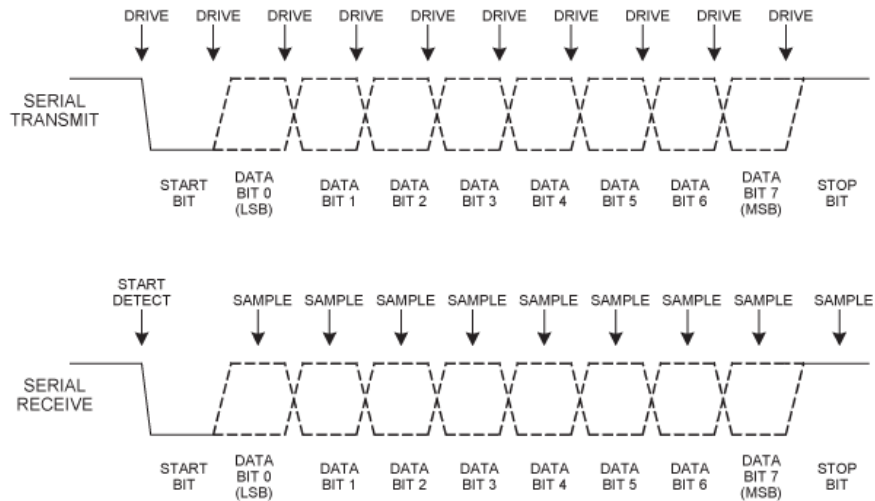 DRIVE DRIVE DRIVE DRIVE DRIVE DRIVE DRIVE DRIVE DRIVE DRIVE
SERIAL
TRANSMIT
START
BIT
DATA
BIT 0
(LSB)
DATA
BIT 1
DATA
BIT 2
DATA
BIT 3
DATA
BIT 4
DATA
BIT 5
DATA
BIT 6
DATA
BIT 7
(MSB)
STOP
BIT
START
DETECT
SAMPLE SAMPLE SAMPLE SAMPLE SAMPLE SAMPLE SAMPLE SAMPLE SAMPLE
SERIAL
RECEIVE
START
BIT
DATA
BIT 0
(LSB)
DATA
BIT 1
DATA
BIT 2
DATA
BIT 3
DATA
BIT 4
DATA
BIT 5
DATA
BIT 6
DATA
BIT 7
(MSB)
STOP
BIT